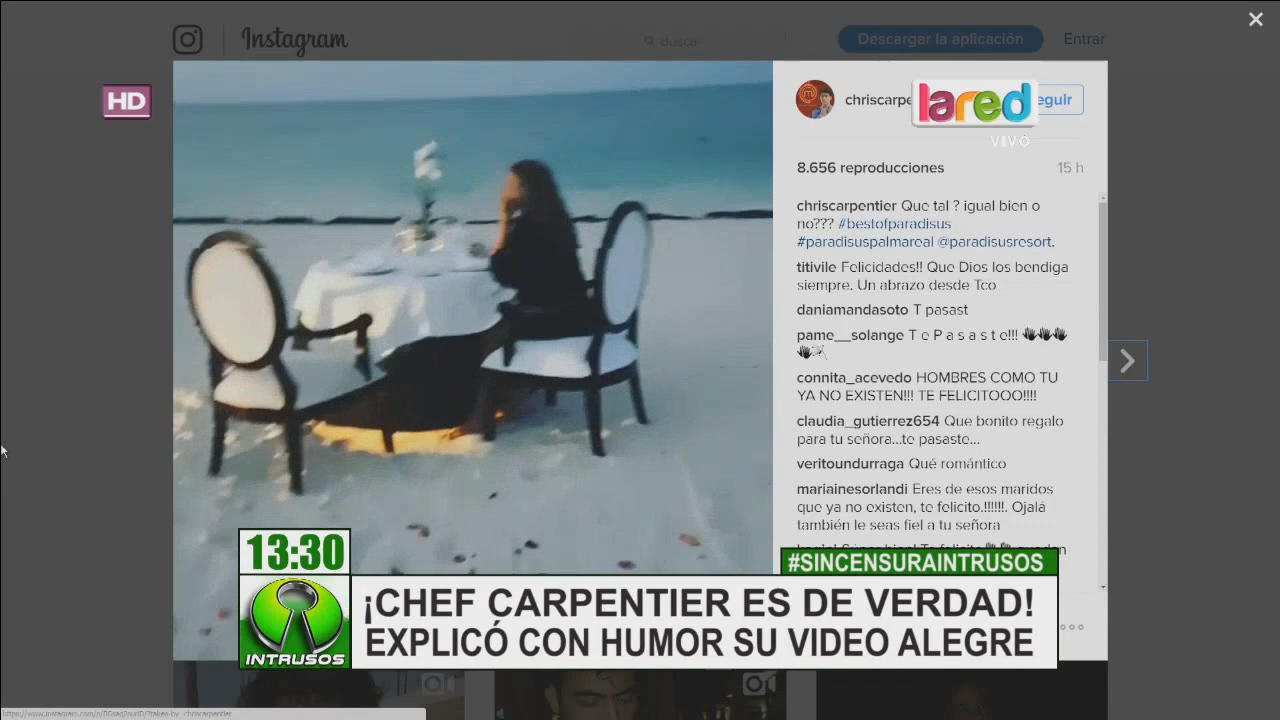 Instagram
buscar
Descargar la aplicación
Entrar
HD
chriscarpe
lared
eguir
VIVO
8.656 reproducciones
15 h
chriscarpentier Que tal ? igual bien o
no??? #bestofparadisus
#paradisuspalmareal @paradisusresort.
titivile Felicidades!! Que Dios los bendiga
siempre. Un abrazo desde Tco
daniamandasoto T pasast
pame__solange T e P a s a s t e!!!
connita_acevedo HOMBRES COMO TU
YA NO EXISTEN!!! TE FELICITOOO!!!!
claudia_gutierrez654 Que bonito regalo
para tu señora...te pasaste...
veritoundurraga Qué romántico
mariainesorlandi Eres de esos maridos
que ya no existen, te felicito.!!!!!!. Ojalá
también le seas fiel a tu señora
13:30
#SINCENSURAINTRUSOS
INTRUSOS
¡CHEF CARPENTIER ES DE VERDAD!
EXPLICÓ CON HUMOR SU VIDEO ALEGRE